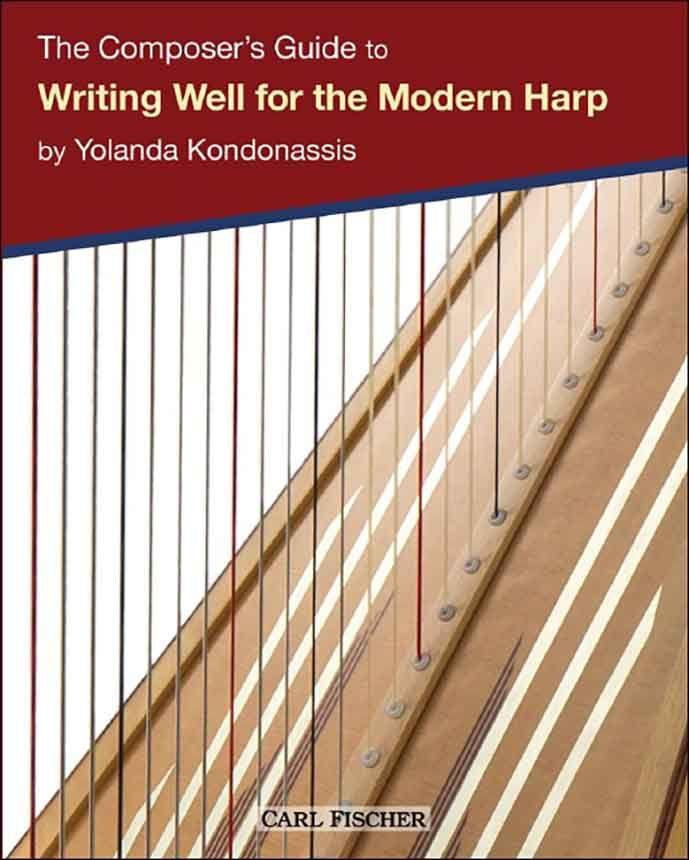 The Composer's Guide to
Writing Well for the Modern Harp
by Yolanda Kondonassis
CARL FISCHER